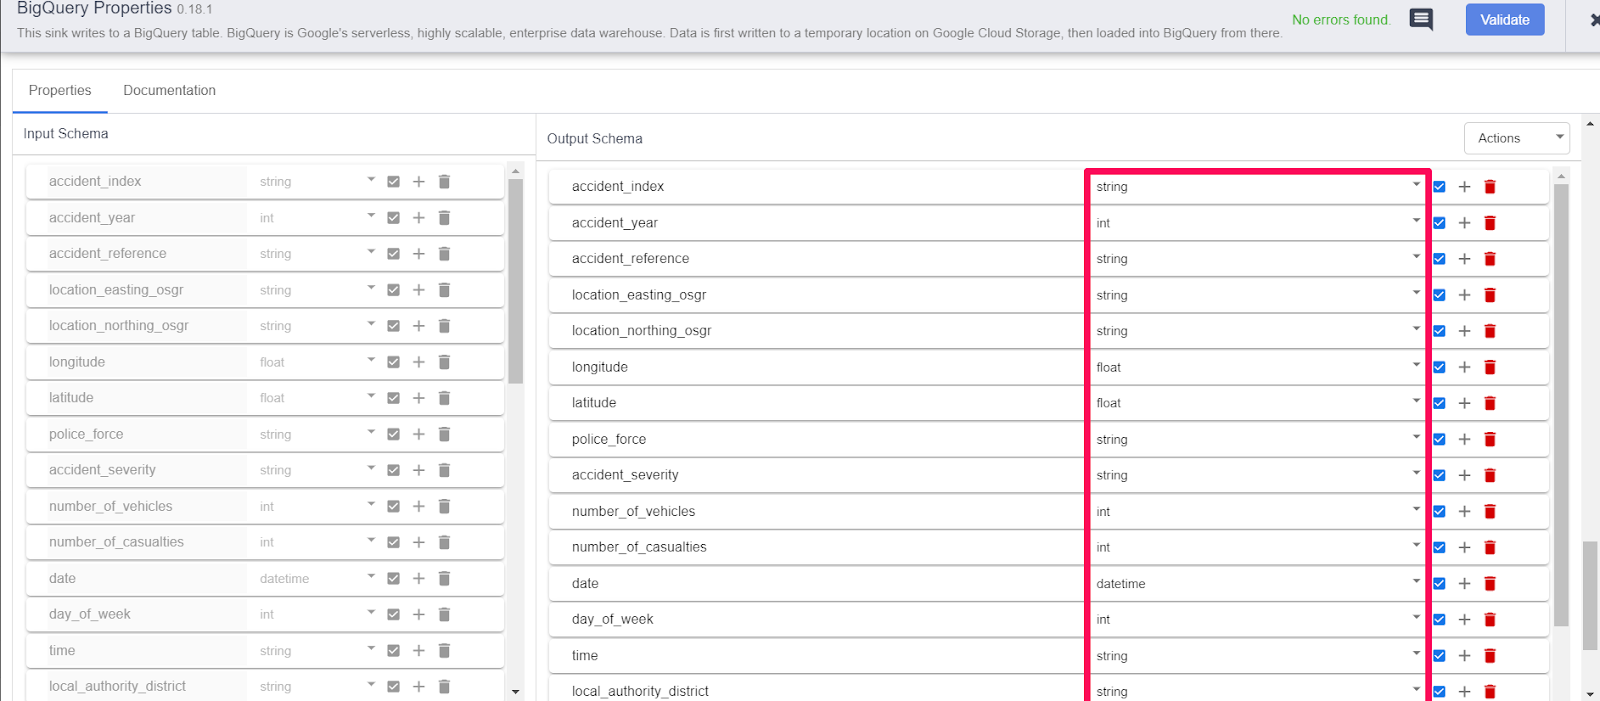 BigQuery Properties 0.18.1
This sink writes to a BigQuery table. BigQuery is Google's serverless, highly scalable, enterprise data warehouse. Data is first written to a temporary location on Google Cloud Storage, then loaded into BigQuery from there.
No errors found.
Validate
Properties Documentation
Input Schema
accident_index string
accident_year int
accident_reference string
location_easting_osgr string
location_northing_osgr string
longitude float
latitude float
police_force string
accident_severity string
number_of_vehicles int
number_of_casualties int
date datetime
day_of_week int
time string
local_authority_district string
Output Schema
Actions
accident_index string
accident_year int
accident_reference string
location_easting_osgr string
location_northing_osgr string
longitude float
latitude float
police_force string
accident_severity string
number_of_vehicles int
number_of_casualties int
date datetime
day_of_week int
time string
local_authority_district string